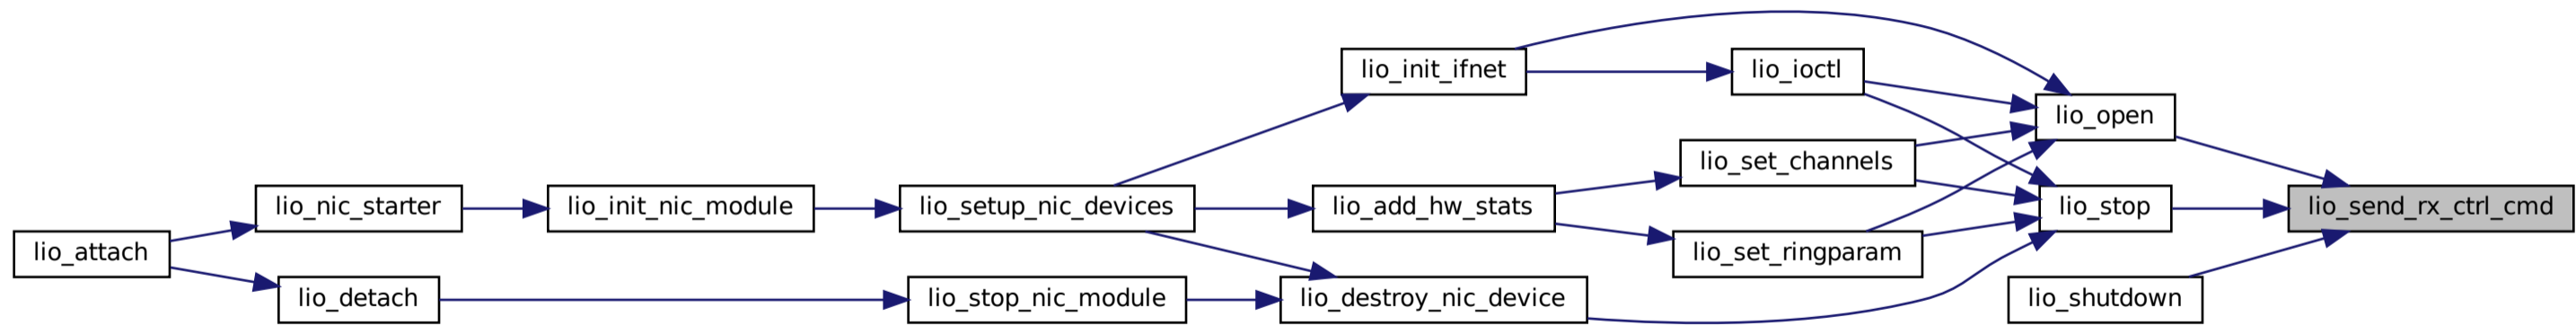 lio_init_ifnet
lio_ioctl
lio_open
lio_set_channels
lio_nic_starter
lio_init_nic_module
lio_setup_nic_devices
lio_add_hw_stats
lio_stop
lio_send_rx_ctrl_cmd
lio_attach
lio_set_ringparam
lio_detach
lio_stop_nic_module
lio_destroy_nic_device
lio_shutdown